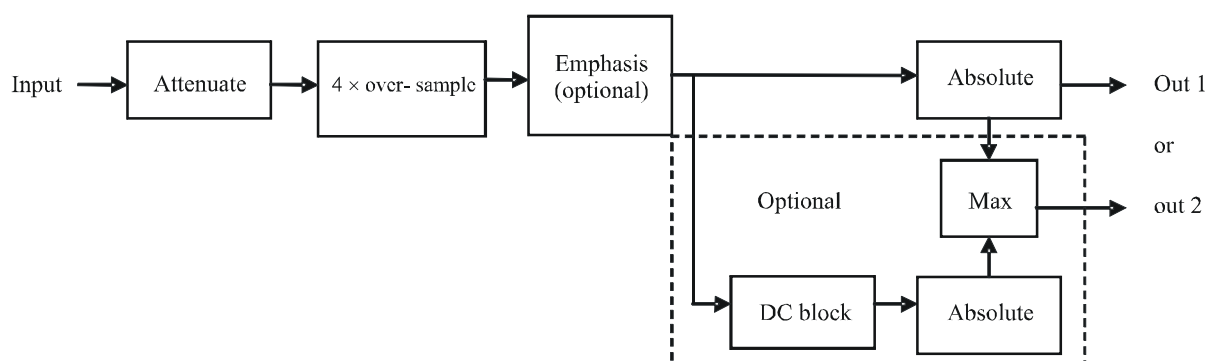 Input
Attenuate
4 × over- sample
Emphasis
(optional)
Absolute
Out 1
or
Optional
Max
out 2
DC block
Absolute